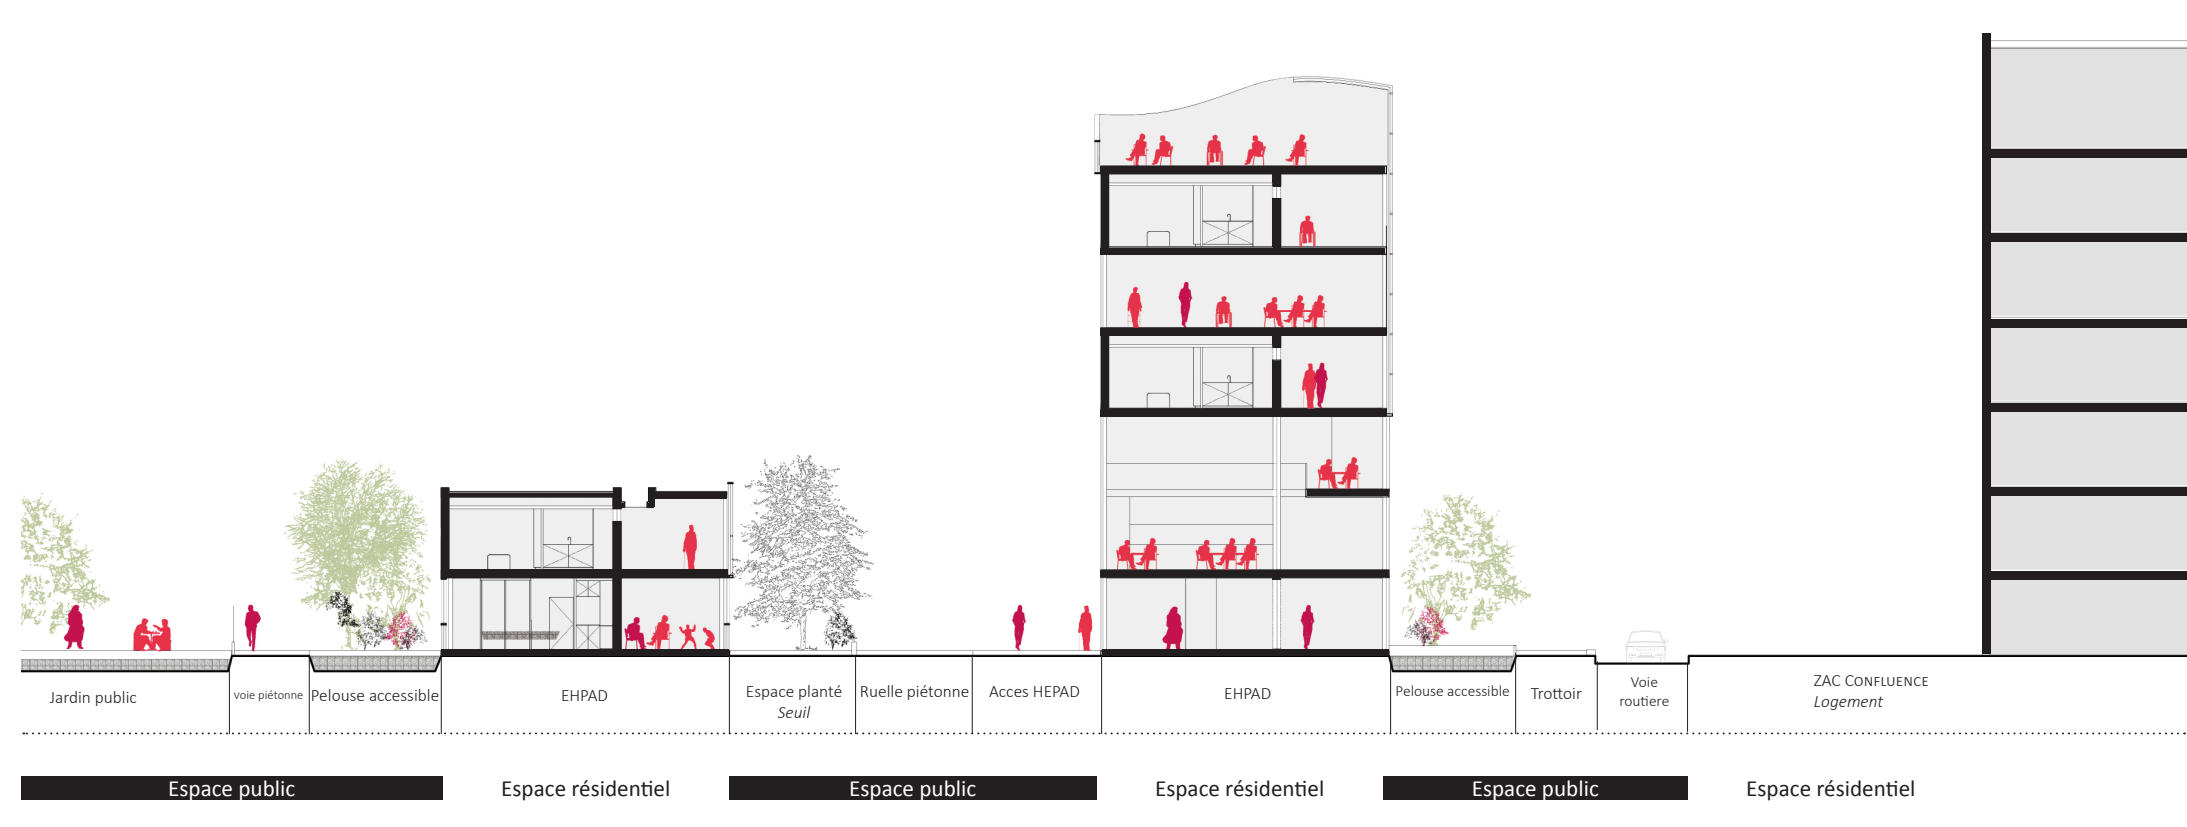 Jardin public
voie piétonne
Pelouse accessible
EHPAD
Espace planté
Seuil
Ruelle piétonne
Acces HEPAD
EHPAD
Pelouse accessible
Trottoir
Voie
routiere
ZAC CONFLUENCE
Logement
Espace public
Espace résidentiel
Espace public
Espace résidentiel
Espace public
Espace résidentiel